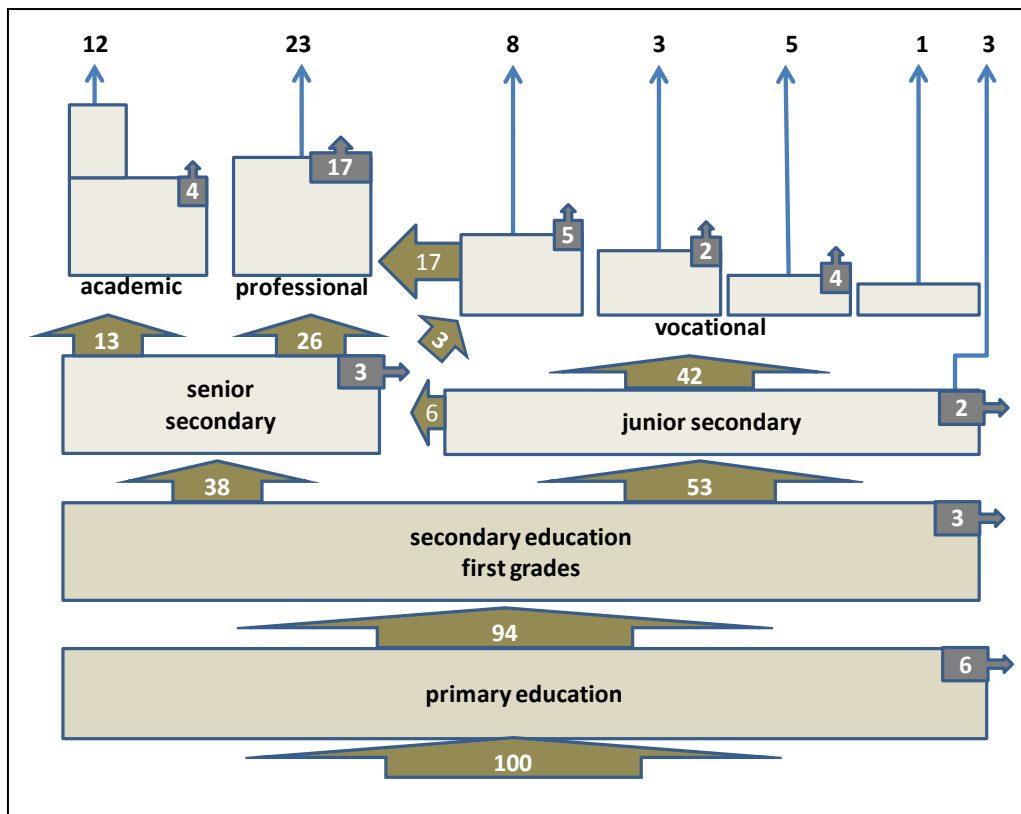 12 23 8 3 5 1 3
4 17 5 2 4
17
academic professional vocational
13 26 3 42
3
senior
secondary
6 junior secondary 2
38 53
3
secondary education
first grades
94
6
primary education
100